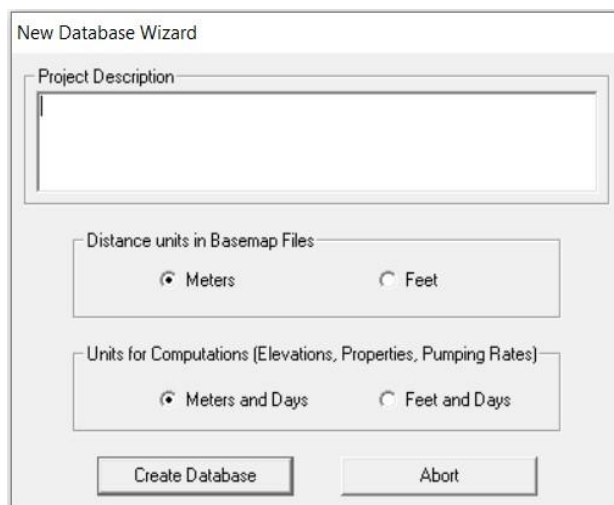 New Database Wizard
Project Description
Distance units in Basemap Files
Meters Feet
Units for Computations (Elevations, Properties, Pumping Rates)
Meters and Days Feet and Days
Create Database Abort